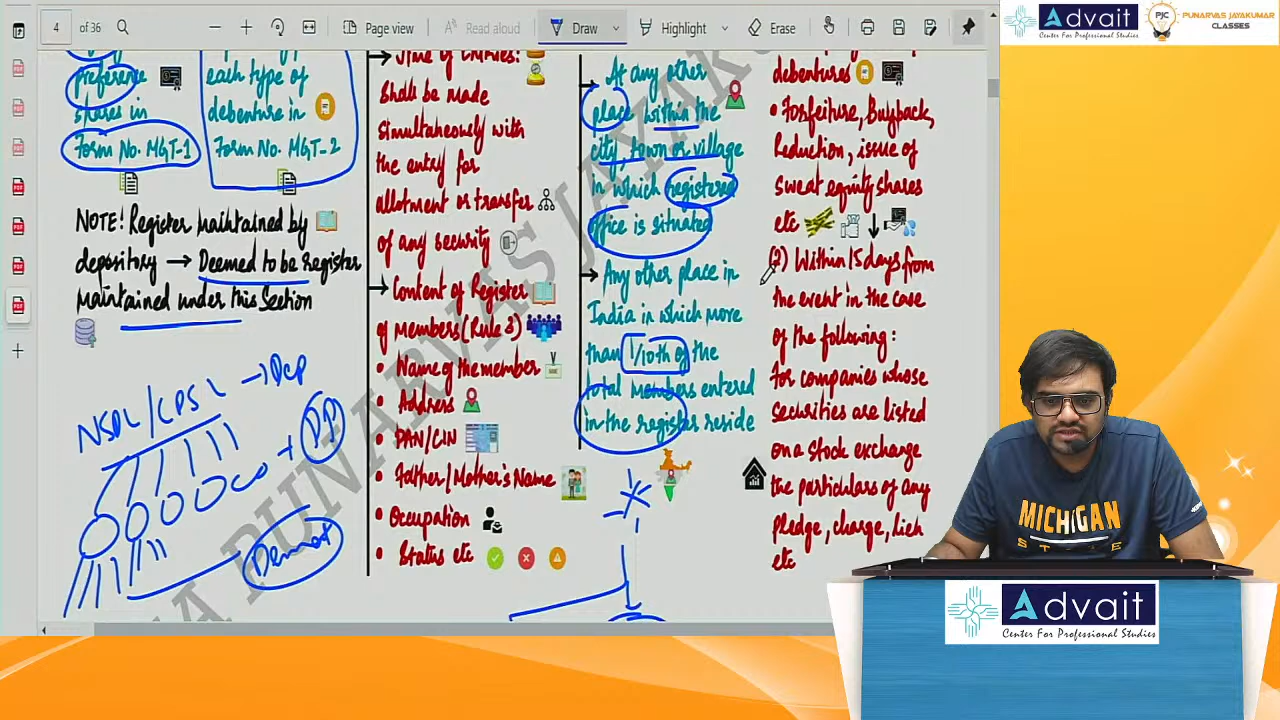 4 of 36
Page view
Read aloud
Draw
Highlight
Erase
Advait
Center For Professional Studies
PJC
PUNARVAS JAYAKUMAR
CLASSES
preference
shares in
Form No. MGT-1
each type of
debenture in
Form No. MGT-2
NOTE! Register maintained by
depository → Deemed to be register
maintained under this Section
NSDL/CDSL → Dep
+ DP
Demat
Time of Entries:
Shall be made
simultaneously with
the entry for
allotment or transfer
of any security
→ Content of Register
of members (Rule 3)
• Name of the member
• Address
• PAN/CIN
• Father/Mother's Name
• Occupation
• Status etc
→ At any other
place within the
city, town or village
in which registered
office is situated
→ Any other place in
India in which more
than 1/10th of the
total members entered
in the register reside
debentures
• Forfeiture, Buyback,
Reduction, issue of
sweat equity shares
etc
(2) Within 15 days from
the event in the case
of the following:
For companies whose
securities are listed
on a stock exchange
the particulars of any
pledge, charge, lien
etc
PUNARVAS JAYAK
MICHIGAN
STATE
Advait
Center For Professional Studies